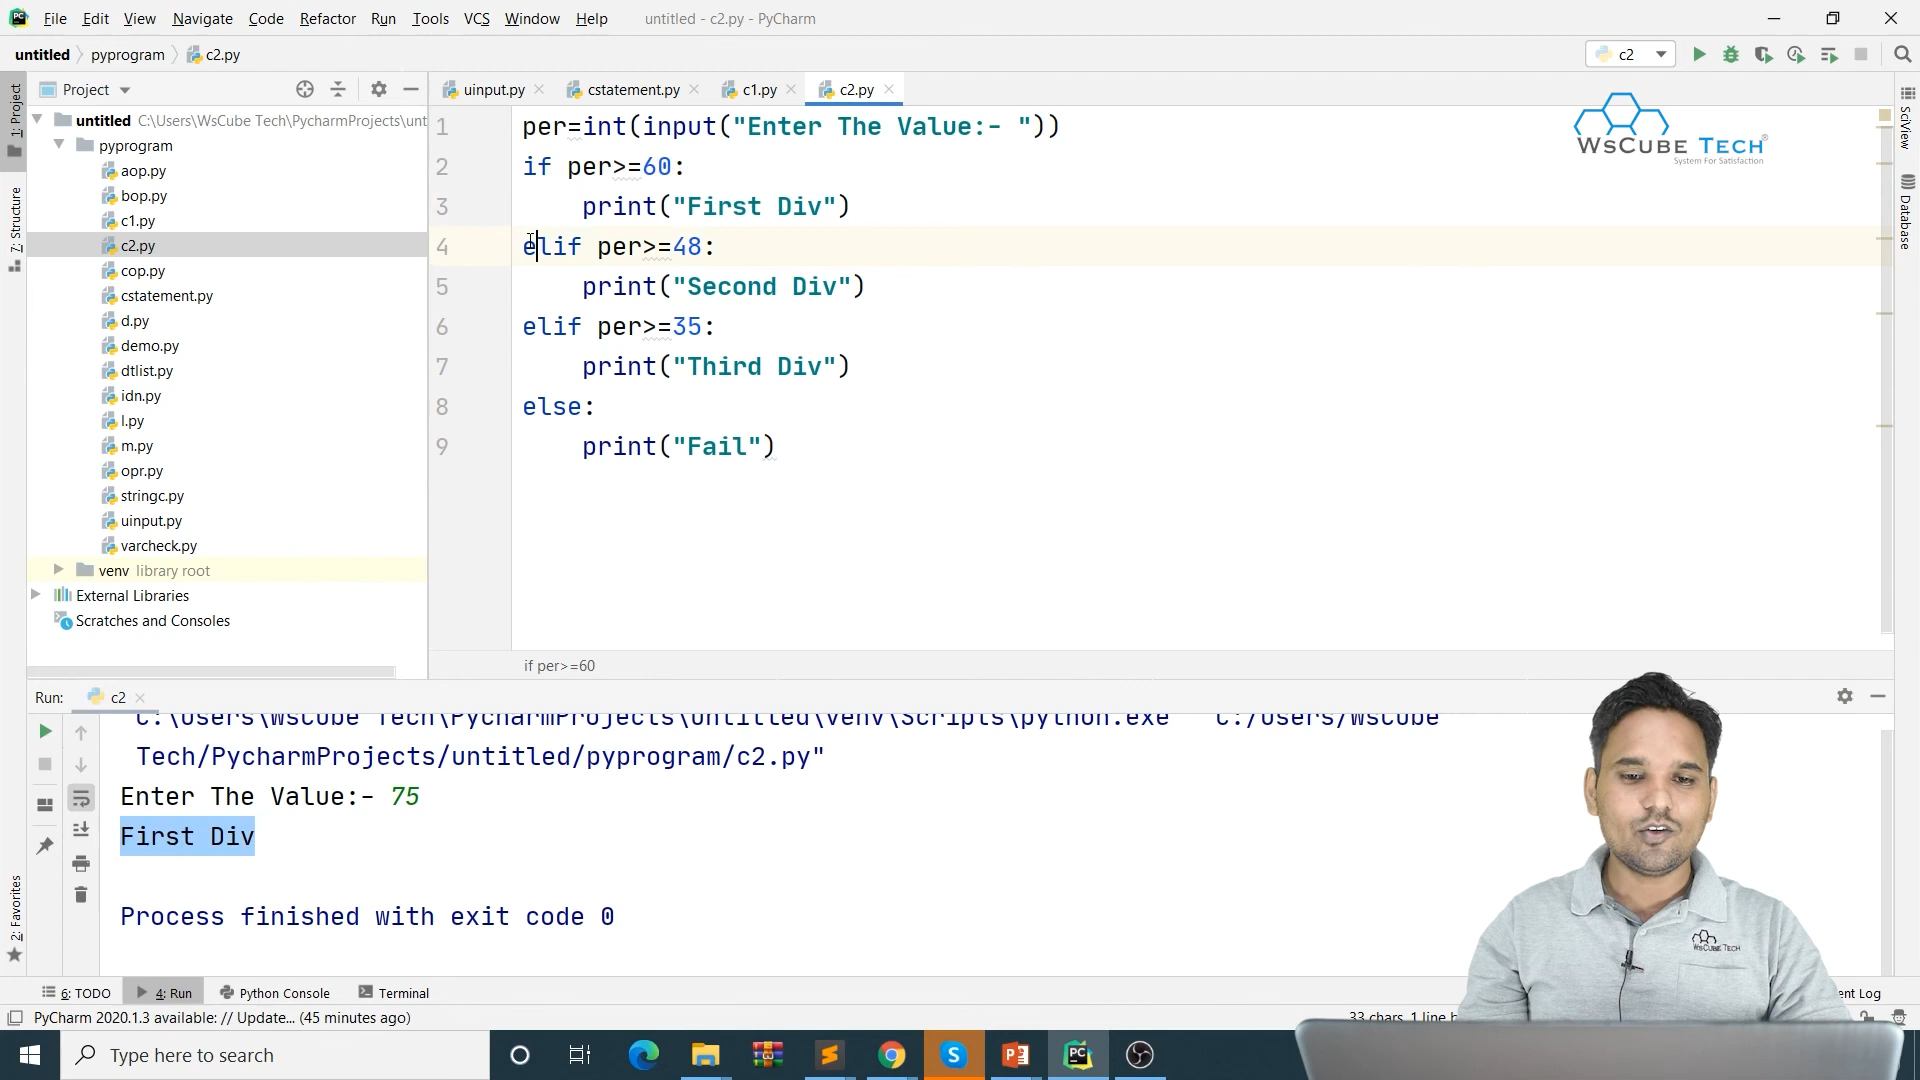 File Edit View Navigate Code Refactor Run Tools VCS Window Help untitled - c2.py - PyCharm
untitled pyprogram c2.py
c2
Project
uinput.py cstatement.py c1.py c2.py
untitled C:\Users\WsCube Tech\PycharmProjects\unt
pyprogram
aop.py
bop.py
c1.py
c2.py
cop.py
cstatement.py
d.py
demo.py
dtlist.py
idn.py
l.py
m.py
opr.py
stringc.py
uinput.py
varcheck.py
venv library root
External Libraries
Scratches and Consoles
1: Project
7: Structure
2: Favorites
1 per=int(input("Enter The Value:- "))
2 if per>=60:
3 print("First Div")
4 elif per>=48:
5 print("Second Div")
6 elif per>=35:
7 print("Third Div")
8 else:
9 print("Fail")
if per>=60
WsCube Tech®
System For Satisfaction
SciView
Database
Run: c2
C:\Users\WsCube Tech\PycharmProjects\untitled\venv\Scripts\python.exe" "C:/Users/WsCube
Tech/PycharmProjects/untitled/pyprogram/c2.py"
Enter The Value:- 75
First Div
Process finished with exit code 0
WsCube Tech
6: TODO 4: Run Python Console Terminal
ent Log
PyCharm 2020.1.3 available: // Update... (45 minutes ago)
33 chars, 1 line b
Type here to search